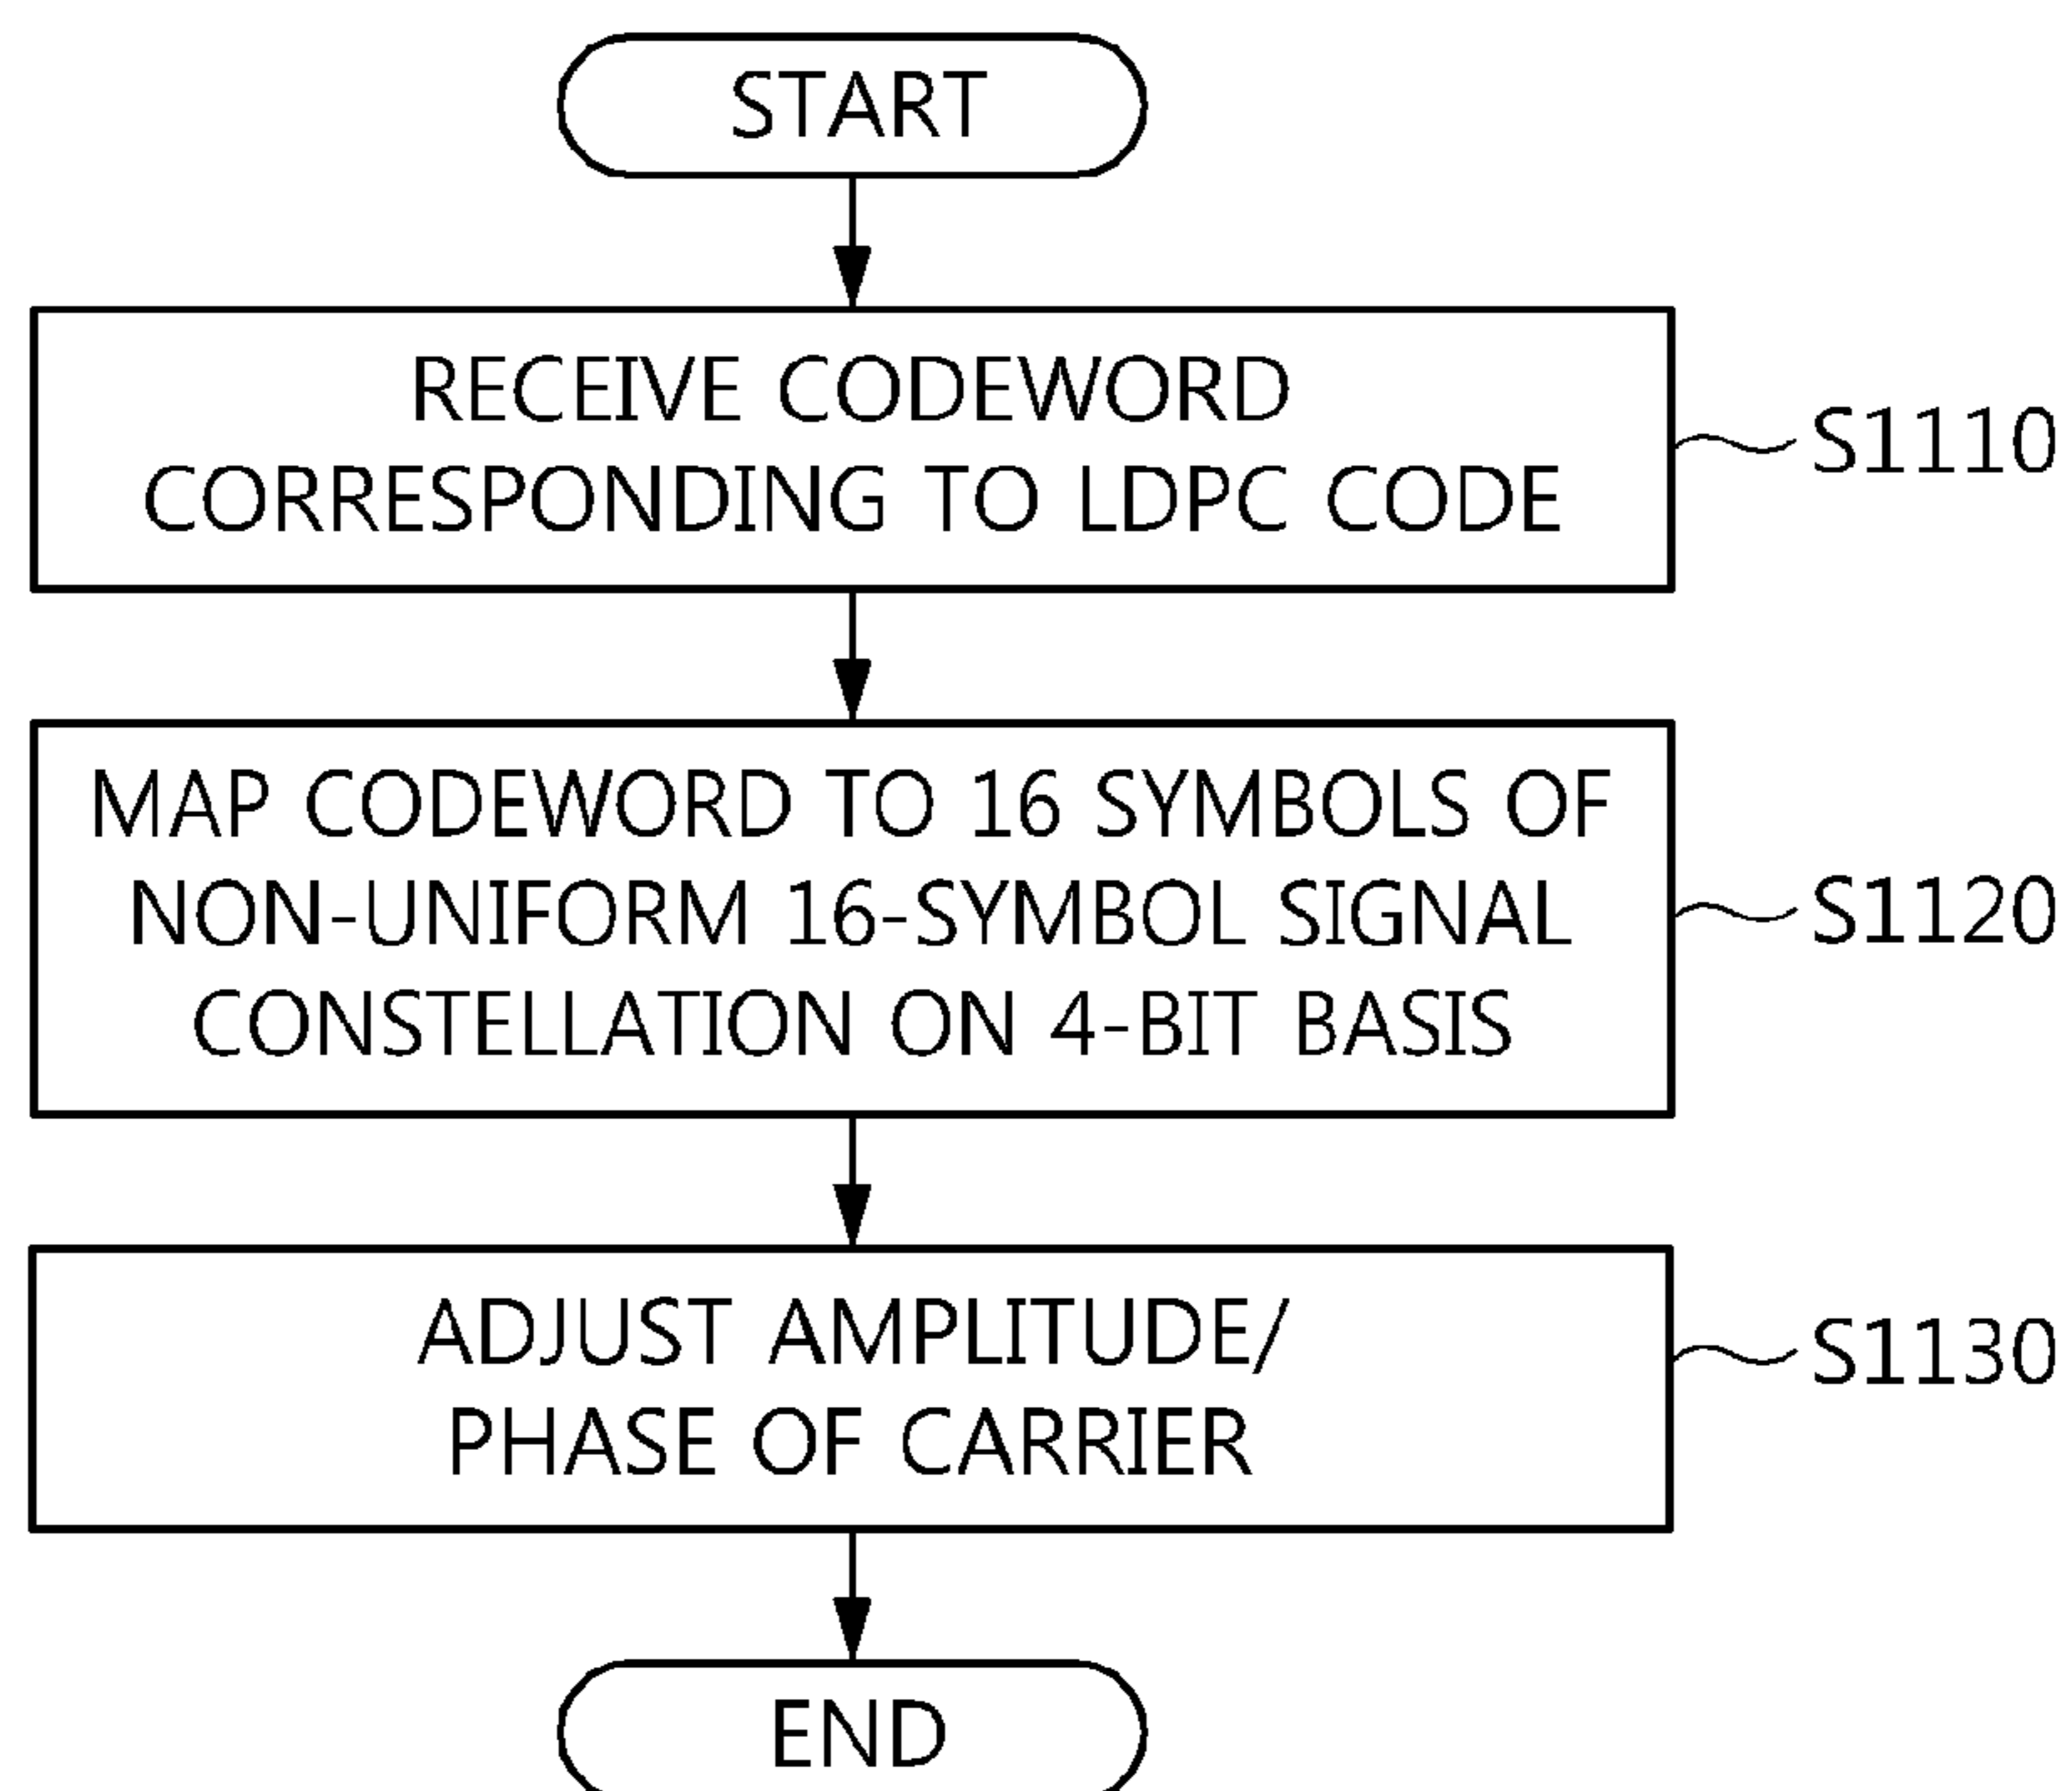 START
RECEIVE CODEWORD
CORRESPONDING TO LDPC CODE
S1110
MAP CODEWORD TO 16 SYMBOLS OF
NON-UNIFORM 16-SYMBOL SIGNAL
CONSTELLATION ON 4-BIT BASIS
S1120
ADJUST AMPLITUDE/
PHASE OF CARRIER
S1130
END